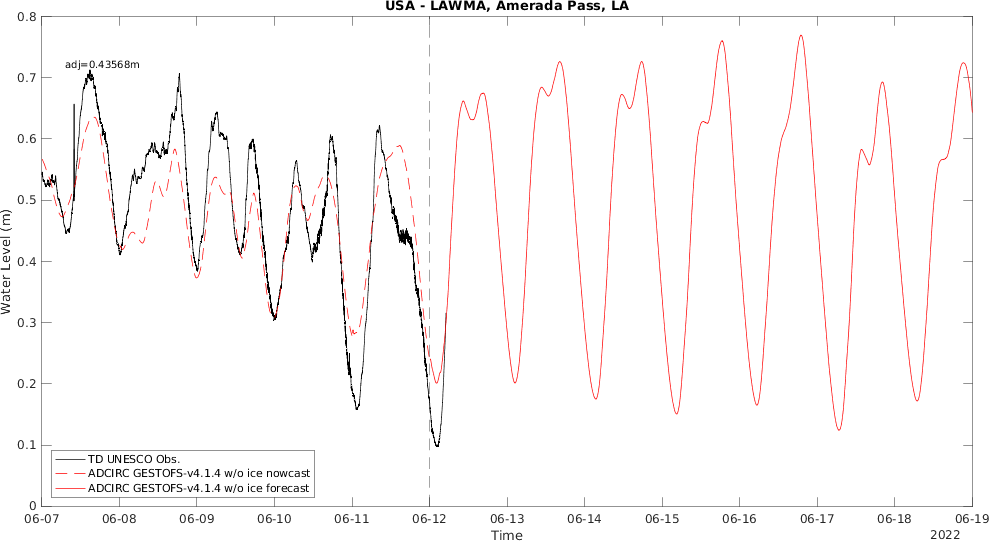 USA - LAWMA, Amerada Pass, LA
adj=0.43568m
0.8
0.7
0.6
0.5
0.4
0.3
0.2
0.1
0
Water Level (m)
TD UNESCO Obs.
ADCIRC GESTOFS-v4.1.4 w/o ice nowcast
ADCIRC GESTOFS-v4.1.4 w/o ice forecast
06-07 06-08 06-09 06-10 06-11 06-12 06-13 06-14 06-15 06-16 06-17 06-18 06-19
Time
2022